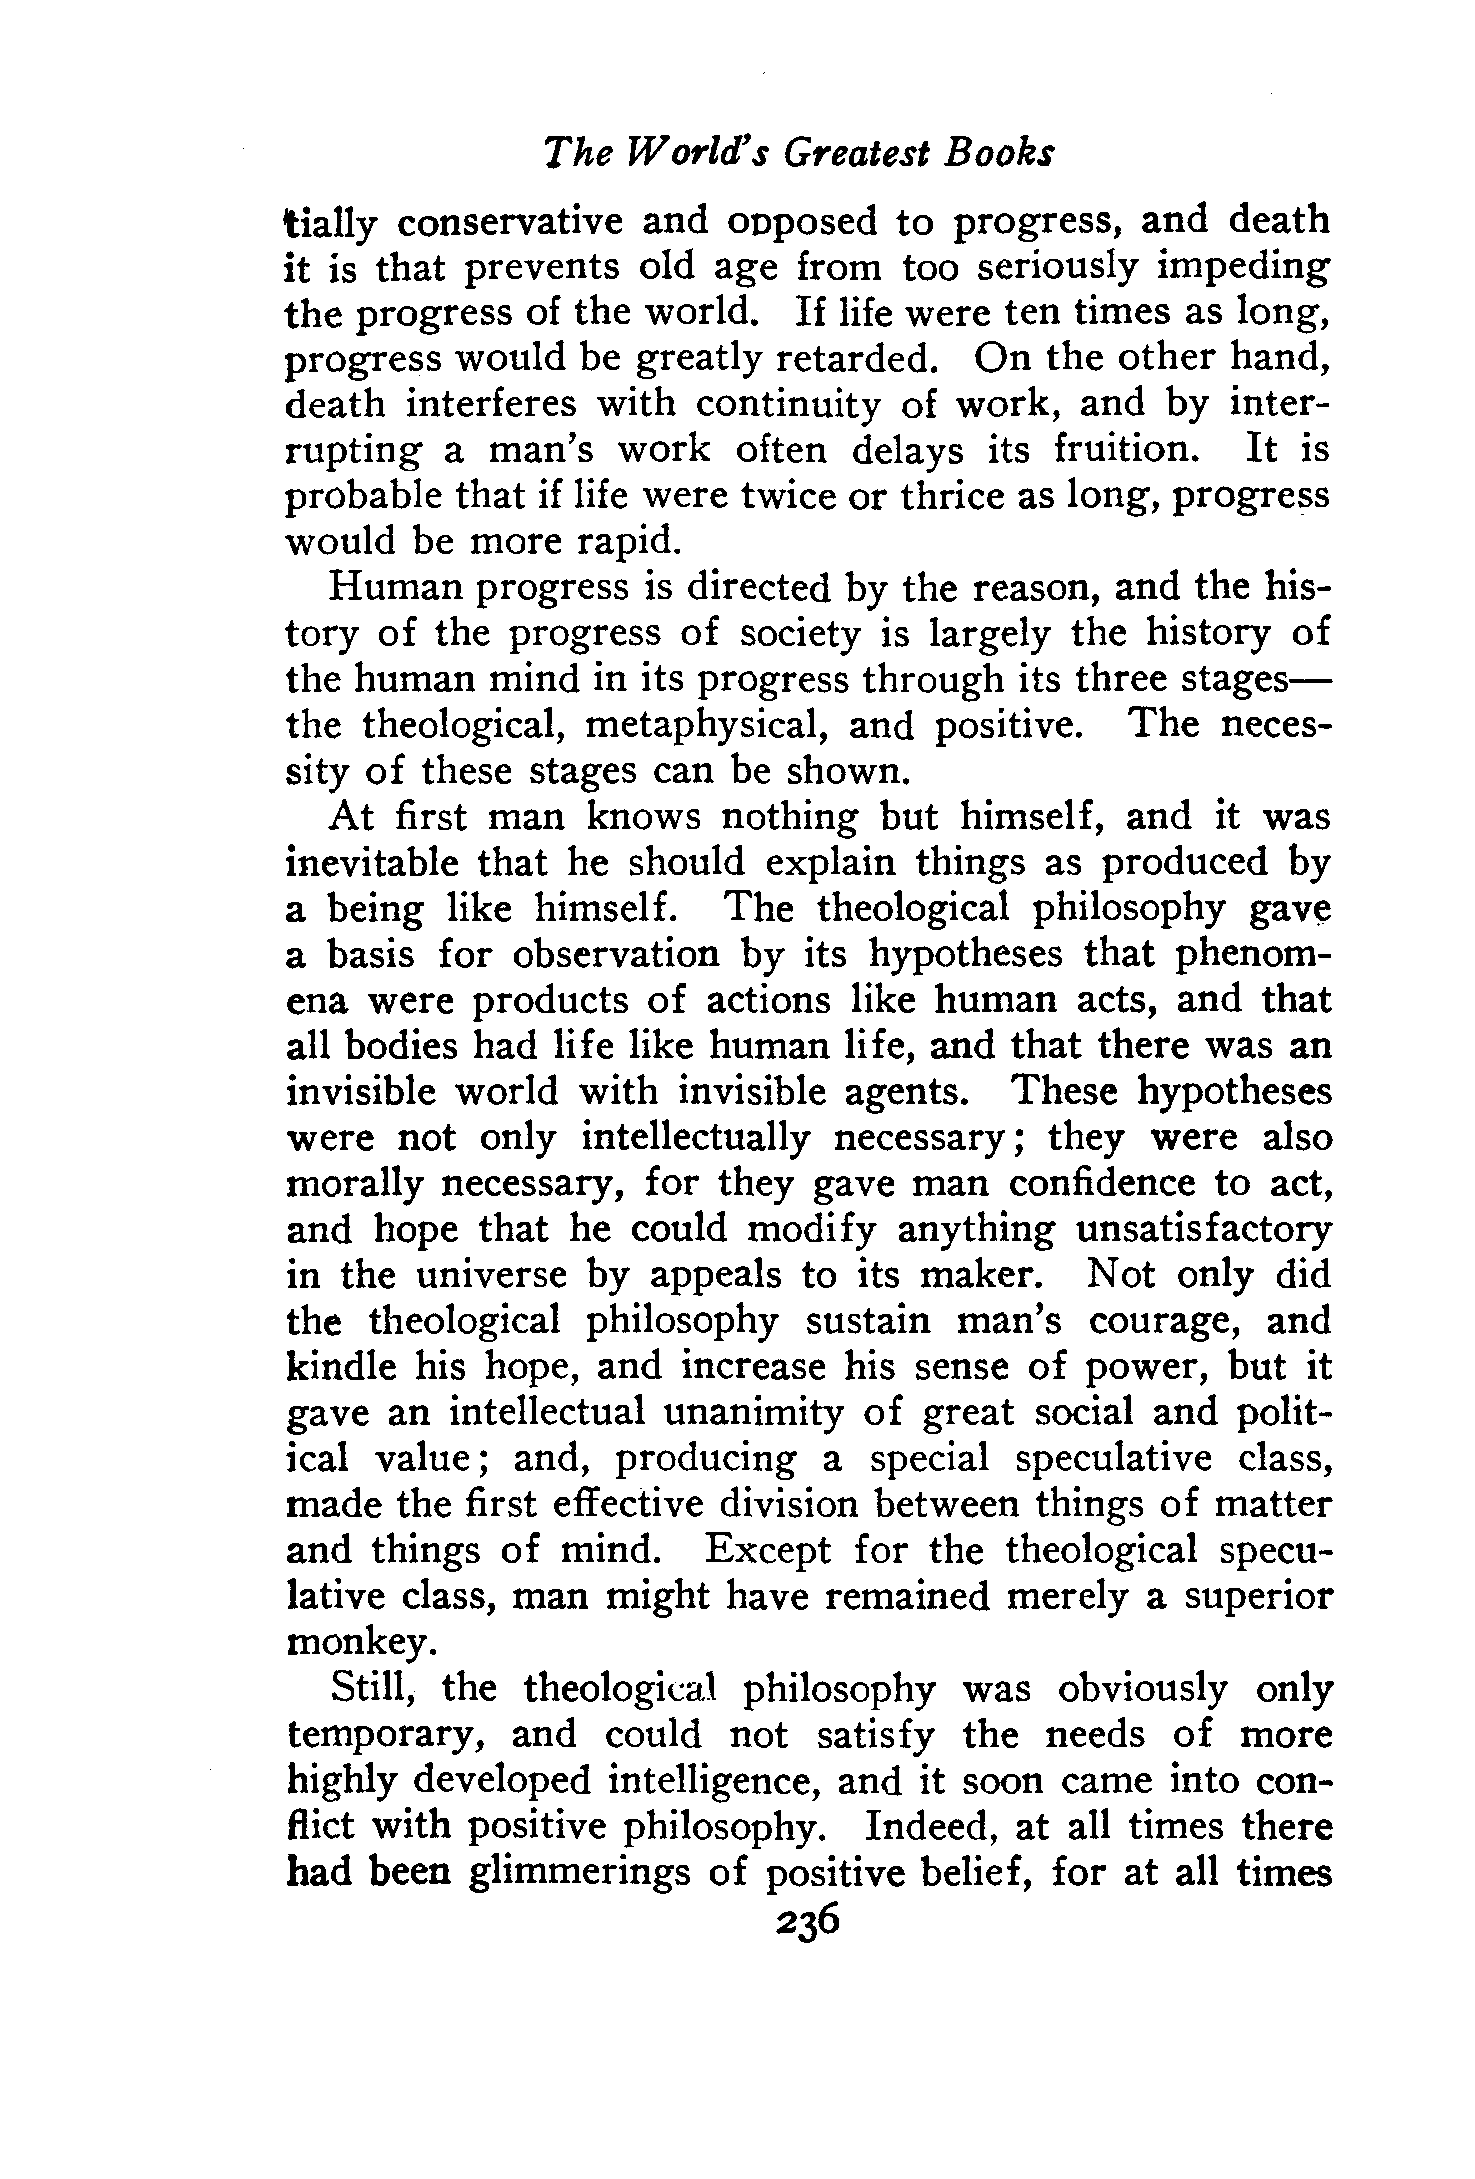 The World's Greatest Books
tially conservative and opposed to progress, and death
it is that prevents old age from too seriously impeding
the progress of the world. If life were ten times as long,
progress would be greatly retarded. On the other hand,
death interferes with continuity of work, and by inter-
rupting a man's work often delays its fruition. It is
probable that if life were twice or thrice as long, progress
would be more rapid.
Human progress is directed by the reason, and the his-
tory of the progress of society is largely the history of
the human mind in its progress through its three stages—
the theological, metaphysical, and positive. The neces-
sity of these stages can be shown.
At first man knows nothing but himself, and it was
inevitable that he should explain things as produced by
a being like himself. The theological philosophy gave
a basis for observation by its hypotheses that phenom-
ena were products of actions like human acts, and that
all bodies had life like human life, and that there was an
invisible world with invisible agents. These hypotheses
were not only intellectually necessary; they were also
morally necessary, for they gave man confidence to act,
and hope that he could modify anything unsatisfactory
in the universe by appeals to its maker. Not only did
the theological philosophy sustain man's courage, and
kindle his hope, and increase his sense of power, but it
gave an intellectual unanimity of great social and polit-
ical value; and, producing a special speculative class,
made the first effective division between things of matter
and things of mind. Except for the theological specu-
lative class, man might have remained merely a superior
monkey.
Still, the theological philosophy was obviously only
temporary, and could not satisfy the needs of more
highly developed intelligence, and it soon came into con-
flict with positive philosophy. Indeed, at all times there
had been glimmerings of positive belief, for at all times
236